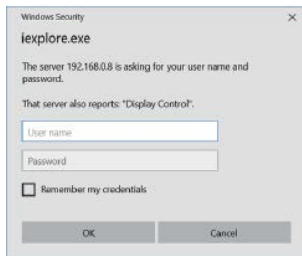 Windows Security
iexplore.exe
The server 192.168.0.8 is asking for your user name and
password.
That server also reports: "Display Control".
User name
Password
Remember my credentials
OK
Cancel